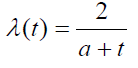 λ(t) = 2/(a + t)